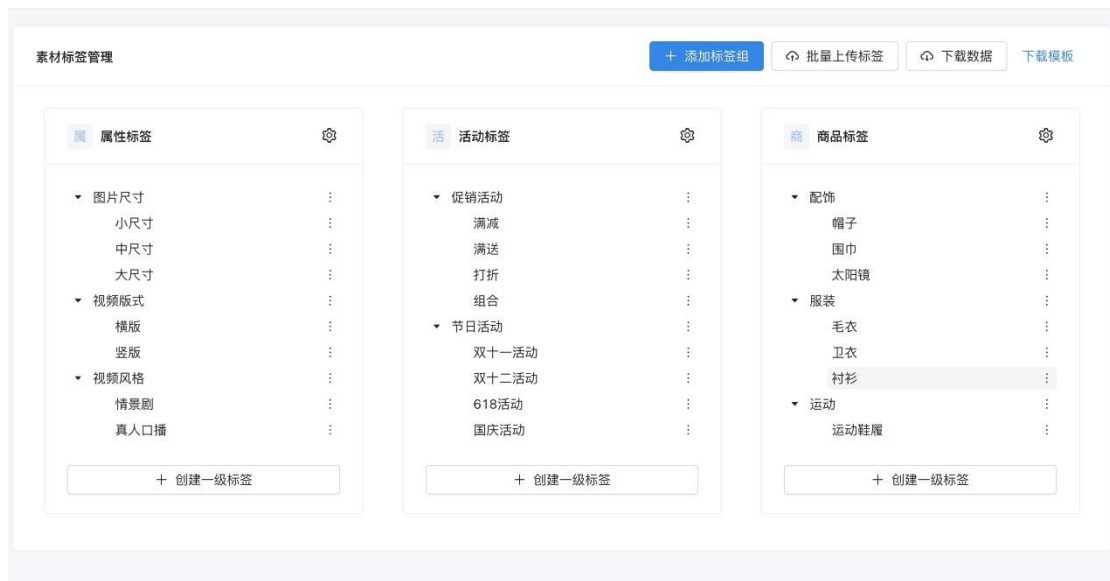 素材标签管理
添加标签组
批量上传标签
下载数据
下载模板
属 属性标签
图片尺寸
小尺寸
中尺寸
大尺寸
视频版式
横版
竖版
视频风格
情景剧
真人口播
创建一级标签
活 活动标签
促销活动
满减
满送
打折
组合
节日活动
双十一活动
双十二活动
618活动
国庆活动
创建一级标签
商 商品标签
配饰
帽子
围巾
太阳镜
服装
毛衣
卫衣
衬衫
运动
运动鞋履
创建一级标签